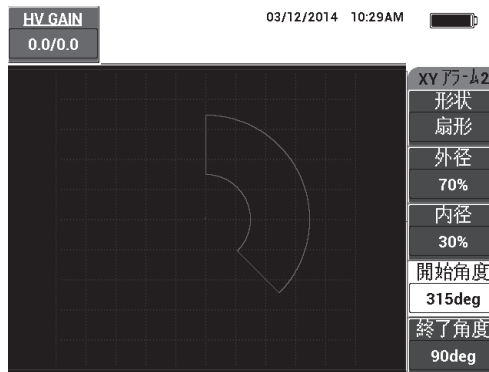 HV GAIN
0.0/0.0
03/12/2014 10:29AM
XY アラーム2
形状
扇形
外径
70%
内径
30%
開始角度
315deg
終了角度
90deg